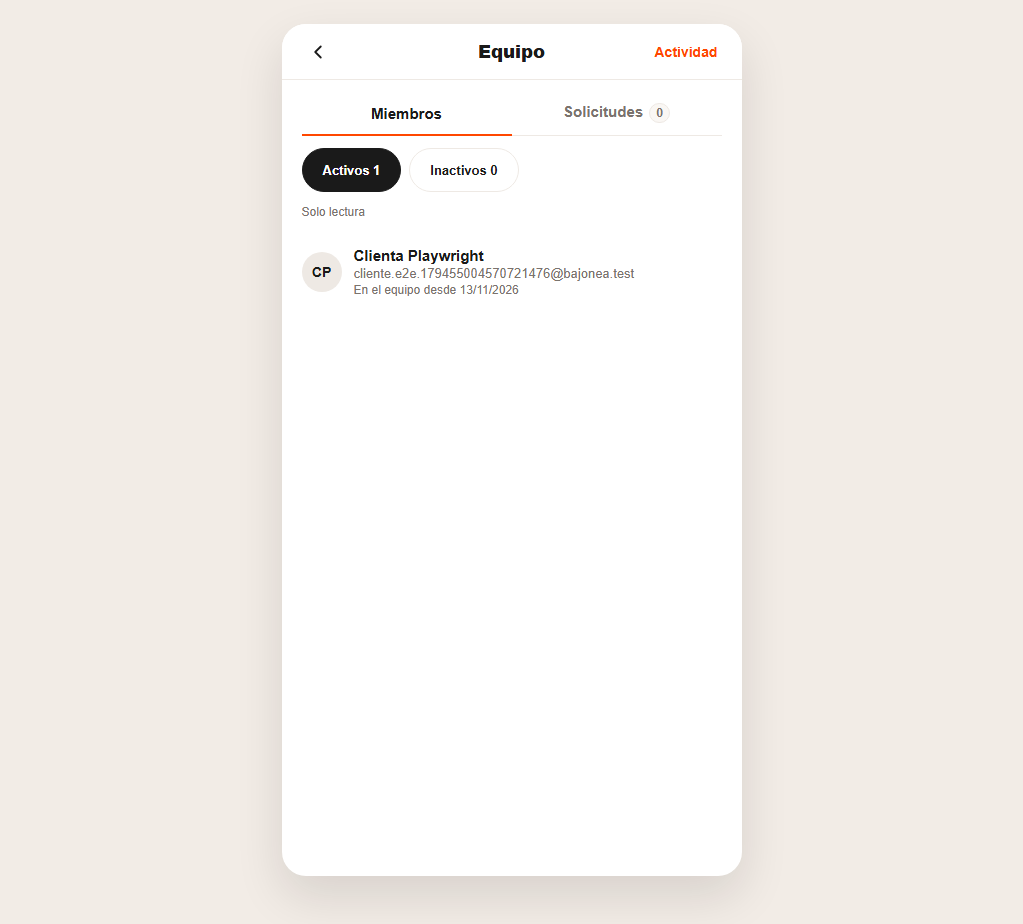 Equipo
Actividad
Miembros
Solicitudes 0
Activos 1
Inactivos 0
Solo lectura
CP
Clienta Playwright
cliente.e2e.179455004570721476@bajonea.test
En el equipo desde 13/11/2026